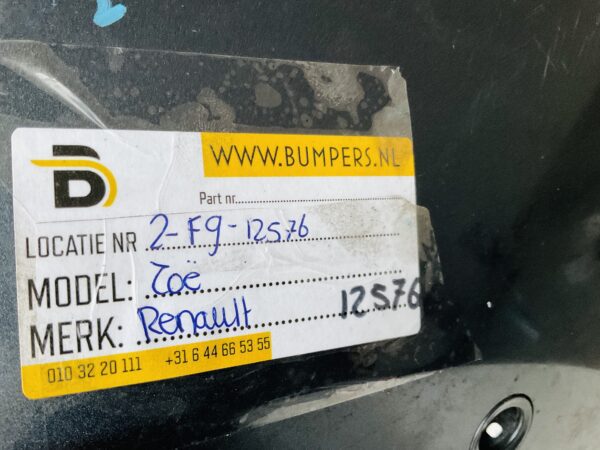 WWW.BUMPERS.NL
B
Part nr.
LOCATIE NR 2-F9-12576
MODEL: Zoë
MERK: Renault 12576
010 32 20 111 +31 6 44 66 53 55